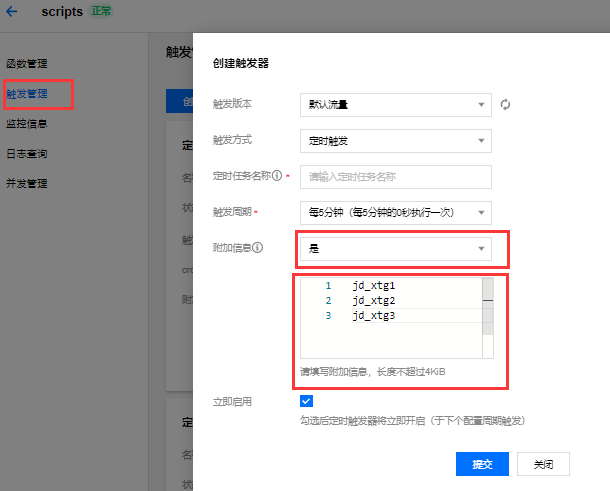 scripts 正常
函数管理
触发管理
监控信息
日志查询
并发管理
创建触发器
触发版本 默认流量
触发方式 定时触发
定时任务名称 * 请输入定时任务名称
触发周期 * 每5分钟（每5分钟的0秒执行一次）
附加信息 是
1 jd_xtg1
2 jd_xtg2
3 jd_xtg3
请填写附加信息，长度不超过4KiB
立即启用
勾选后定时触发器将立即开启（于下个配置周期触发）
提交 关闭